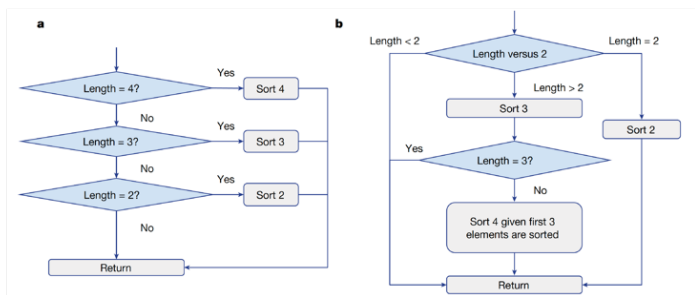 a
Length = 4?
Yes
Sort 4
No
Length = 3?
Yes
Sort 3
No
Length = 2?
Yes
Sort 2
No
Return
b
Length < 2
Length versus 2
Length = 2
Length > 2
Sort 3
Sort 2
Yes
Length = 3?
No
Sort 4 given first 3
elements are sorted
Return